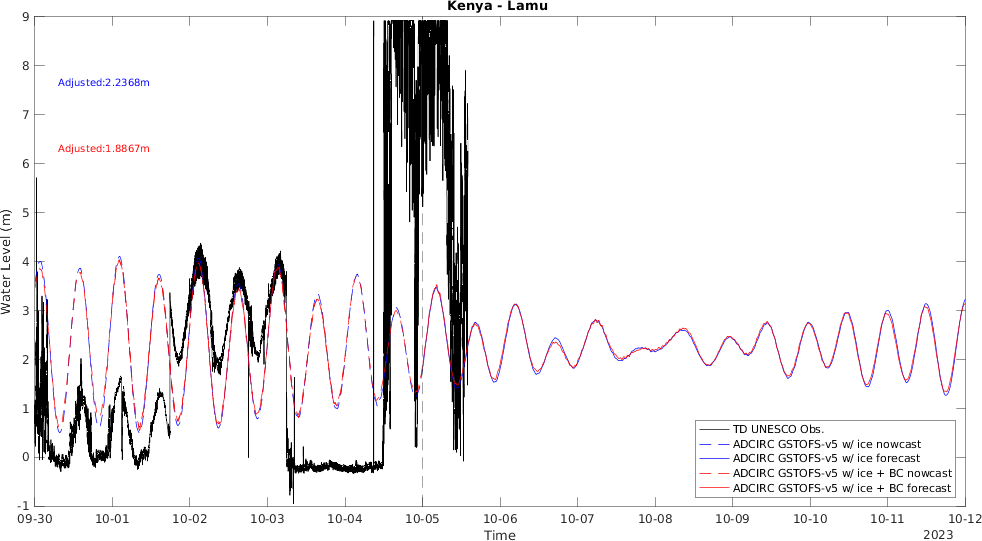 Kenya - Lamu
9
8
7
6
5
4
3
2
1
0
-1
Water Level (m)
Adjusted:2.2368m
Adjusted:1.8867m
TD UNESCO Obs.
ADCIRC GSTOFS-v5 w/ ice nowcast
ADCIRC GSTOFS-v5 w/ ice forecast
ADCIRC GSTOFS-v5 w/ ice + BC nowcast
ADCIRC GSTOFS-v5 w/ ice + BC forecast
09-30 10-01 10-02 10-03 10-04 10-05 10-06 10-07 10-08 10-09 10-10 10-11 10-12
Time
2023